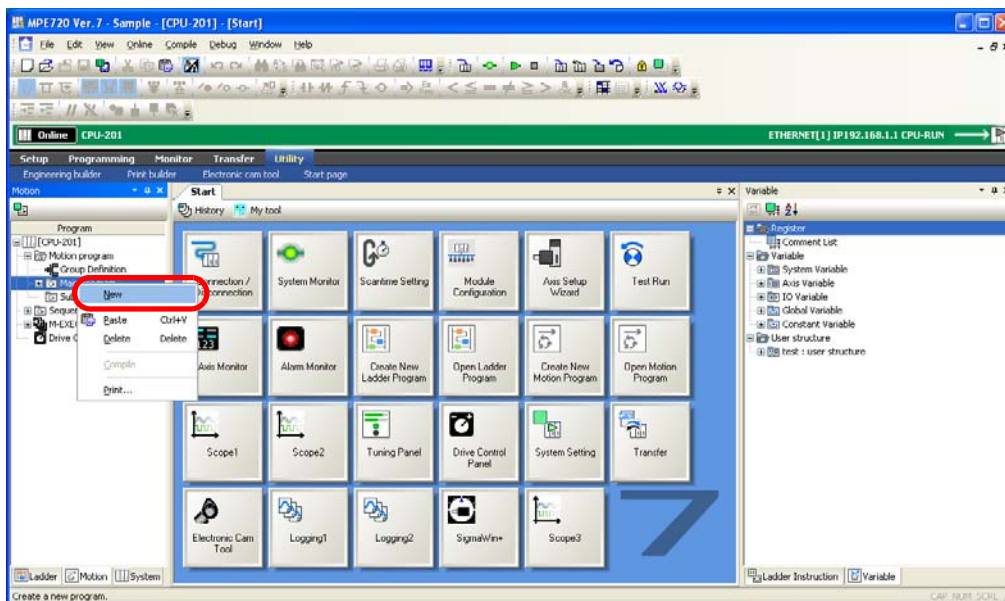 MPE720 Ver. 7 - Sample - [CPU-201] - [Start]
File Edit View Online Compile Debug Window Help
Online CPU-201
ETHERNET[1] IP192.168.1.1 CPU-RUN
Setup Programming Monitor Transfer Utility
Engineering builder Print builder Electronic cam tool Start page
Motion
Start
Variable
History My tool
Program
[CPU-201]
Motion program
Group Definition
New
Paste Ctrl+V
Delete Delete
Compile
Print...
M-EXE
Drive C
System Monitor
Scantime Setting
Module Configuration
Axis Setup Wizard
Test Run
Axis Monitor
Alarm Monitor
Create New Ladder Program
Open Ladder Program
Create New Motion Program
Open Motion Program
Scope1
Scope2
Tuning Panel
Drive Control Panel
System Setting
Transfer
Electronic Cam Tool
Logging1
Logging2
SigmaWin+
Scope3
7
Register
Comment List
Variable
System Variable
Axis Variable
IO Variable
Global Variable
Constant Variable
User structure
test : user structure
Ladder Motion System
Ladder Instruction Variable
Create a new program.
CAP NUM SCRL